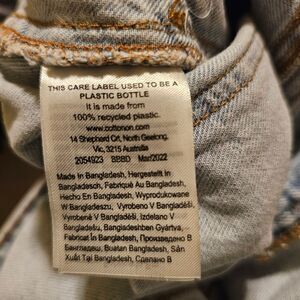 THIS CARE LABEL USED TO BE A
PLASTIC BOTTLE
It is made from
100% recycled plastic.
www.cottonon.com
14 Shepherd Crt, North Geelong,
Vic, 3215 Australia
2054923 BBBD Mar/2022
Made In Bangladesh, Hergestellt in
Bangladesch, Fabriqué Au Bangladesh,
Hecho En Bangladesh, Wyprodukowane
W Bangladeszu, Vyrobeno V Bangladéši,
Vyrobené V Bangladéši, Izdelano V
Bangladešu, Bangladesben Gyártva,
Fabricat În Bangladesh, Произведено В
Бангладеш, Buatan Bangladesh, Sản
Xuất Tại Bangladesh, Сделано В